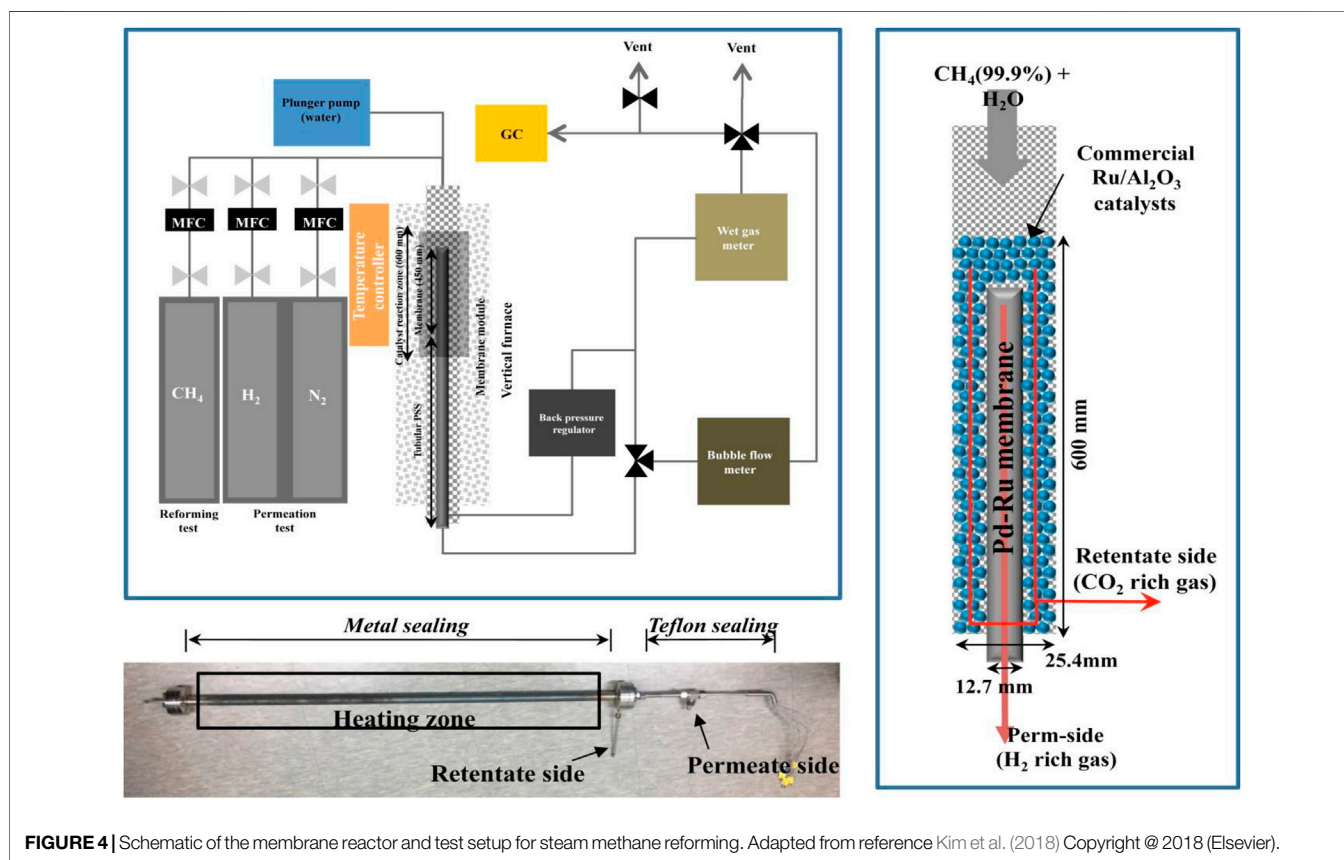 Vent
Vent
Plunger pump
(water)
GC
MFC
MFC
MFC
Temperature
controller
Catalyst reaction zone (600 mm)
Membrane (450 mm)
Tubular PSS
Membrane module
Vertical furnace
Wet gas
meter
Back pressure
regulator
Bubble flow
meter
CH4
H2
N2
Reforming
test
Permeation
test
Metal sealing
Teflon sealing
Heating zone
Retentate side
Permeate side
CH4(99.9%) +
H2O
Commercial
Ru/Al2O3
catalysts
Pd-Ru membrane
600 mm
Retentate side
(CO2 rich gas)
25.4mm
12.7 mm
Perm-side
(H2 rich gas)
FIGURE 4 | Schematic of the membrane reactor and test setup for steam methane reforming. Adapted from reference Kim et al. (2018) Copyright @ 2018 (Elsevier).